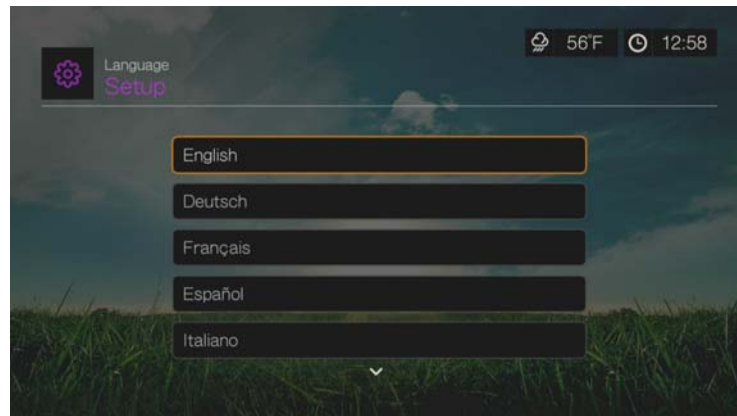 56°F
12:58
Language
Setup
English
Deutsch
Français
Español
Italiano